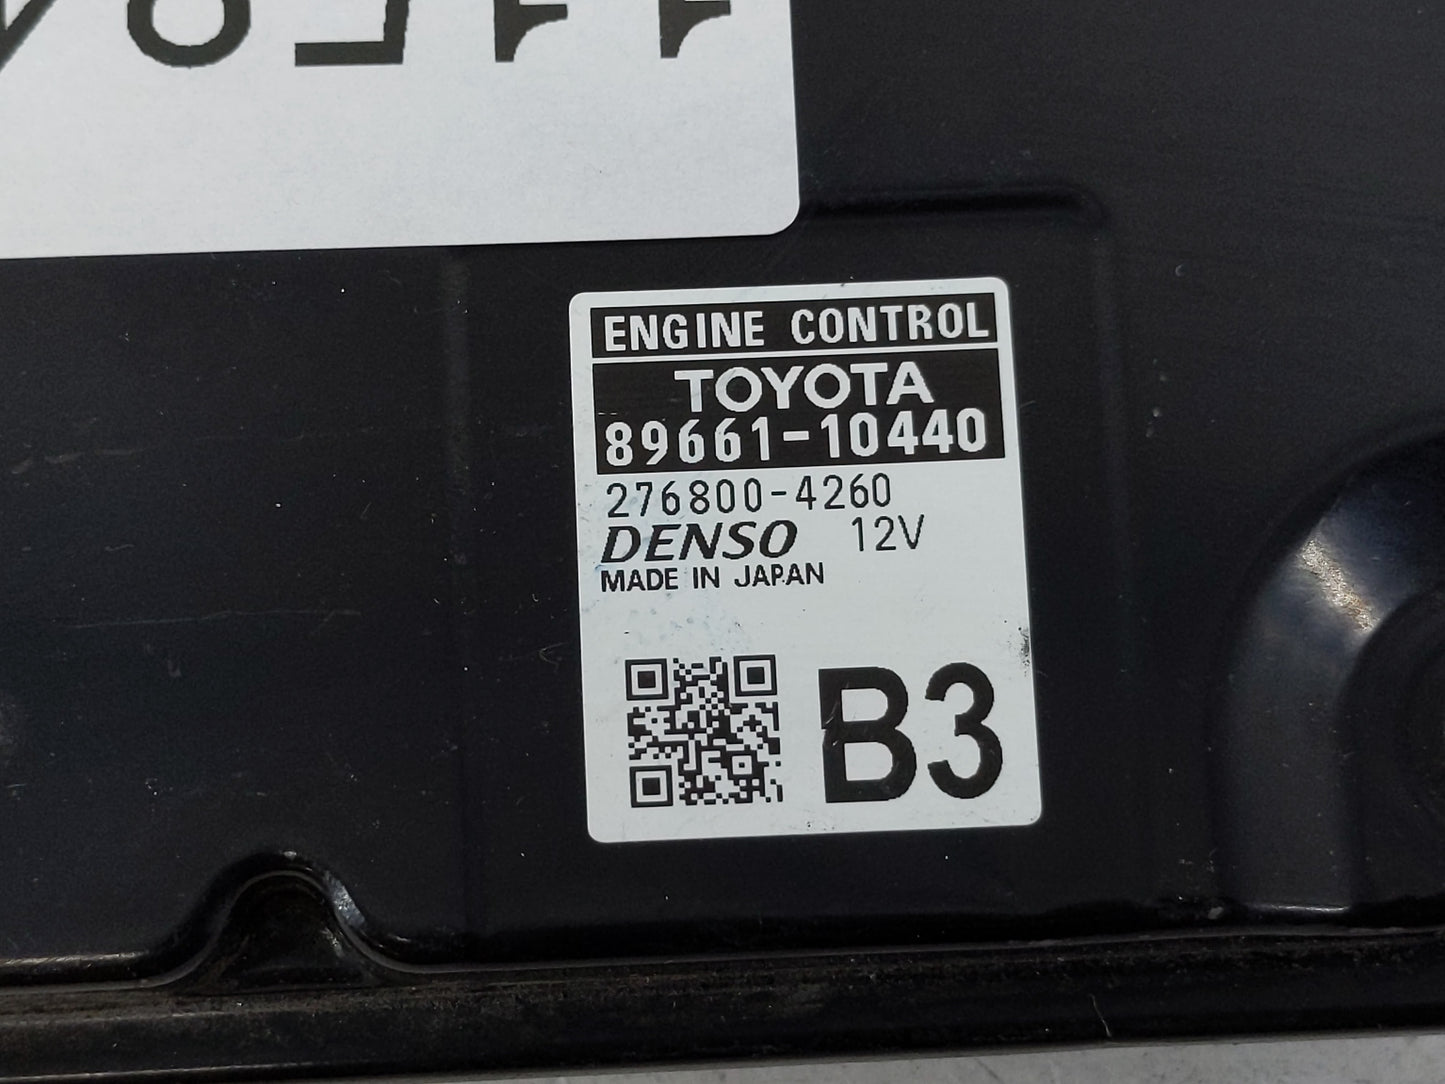 ENGINE CONTROL
TOYOTA
89661-10440
276800-4260
DENSO 12V
MADE IN JAPAN
B3